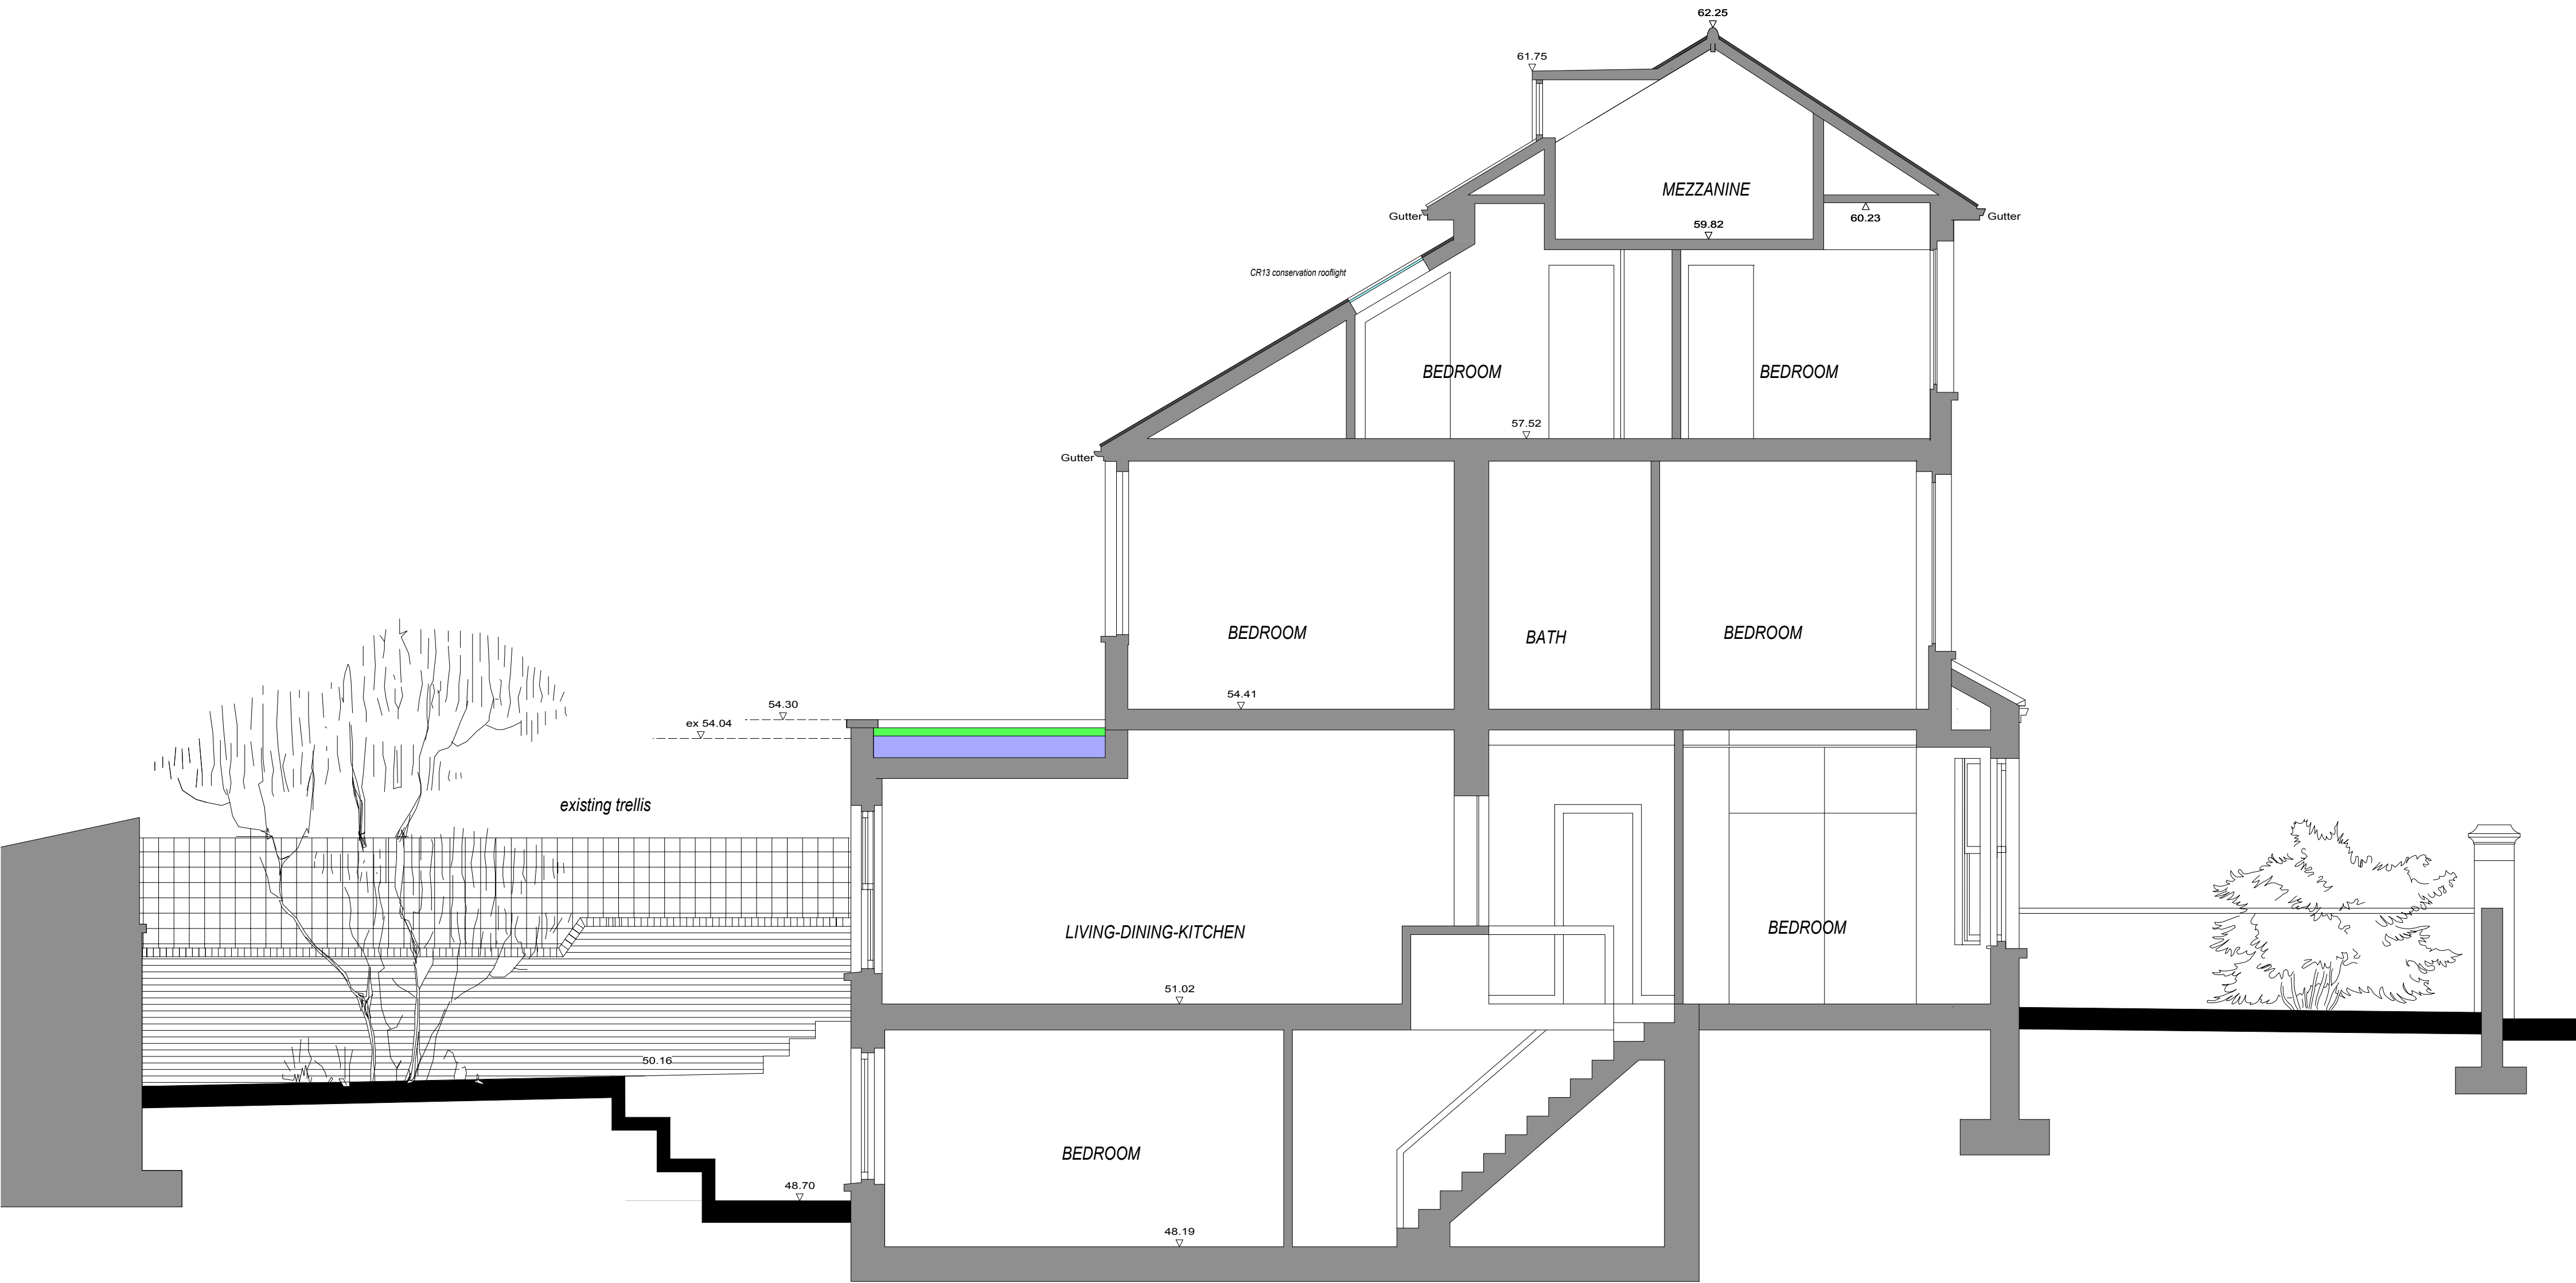 62.25
61.75
MEZZANINE
Gutter
60.23
Gutter
59.82
CR13 conservation rooflight
BEDROOM
BEDROOM
57.52
Gutter
BEDROOM
BATH
BEDROOM
54.41
54.30
ex 54.04
existing trellis
LIVING-DINING-KITCHEN
BEDROOM
51.02
50.16
BEDROOM
48.70
48.19